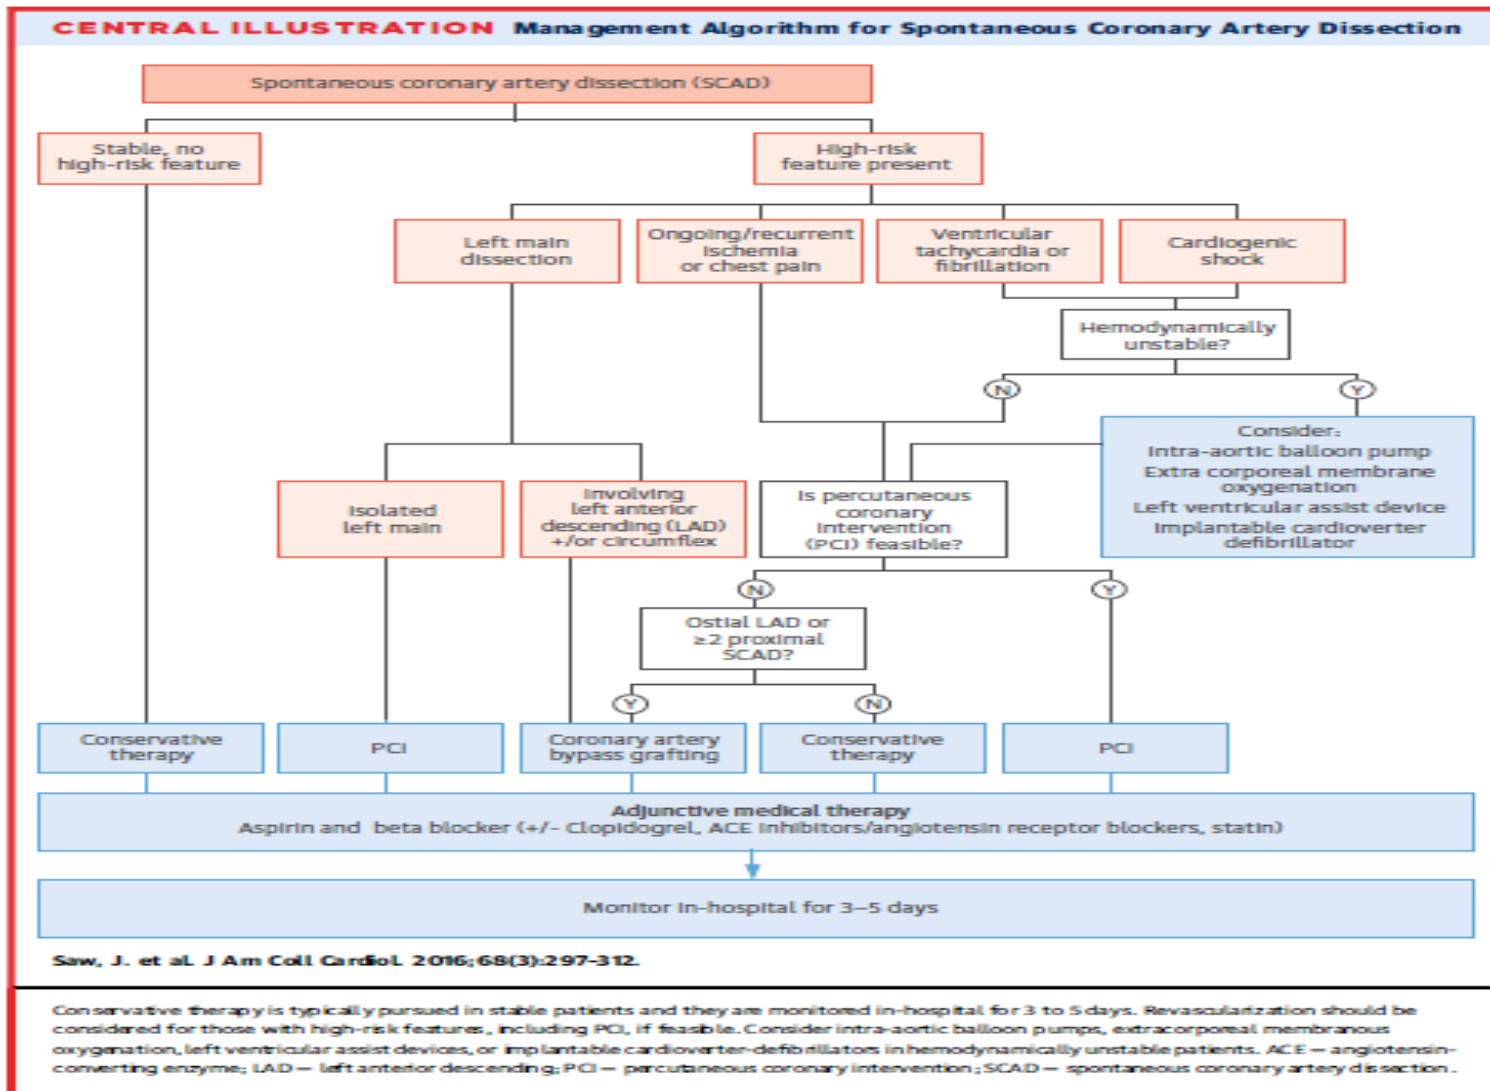 CENTRAL ILLUSTRATION Management Algorithm for Spontaneous Coronary Artery Dissection
Spontaneous coronary artery dissection (SCAD)
Stable, no
high-risk feature
High-risk
feature present
Left main
dissection
Ongoing/recurrent
ischemia
or chest pain
Ventricular
tachycardia or
fibrillation
Cardiogenic
shock
Hemodynamically
unstable?
N
Y
Consider:
Intra-aortic balloon pump
Extra corporeal membrane
oxygenation
Left ventricular assist device
Implantable cardioverter
defibrillator
Isolated
left main
Involving
left anterior
descending (LAD)
+/or circumflex
Is percutaneous
coronary
intervention
(PCI) feasible?
N
Y
Ostial LAD or
≥2 proximal
SCAD?
Y
N
Conservative
therapy
PCI
Coronary artery
bypass grafting
Conservative
therapy
PCI
Adjunctive medical therapy
Aspirin and beta blocker (+/- Clopidogrel, ACE inhibitors/angiotensin receptor blockers, statin)
Monitor in-hospital for 3–5 days
Saw, J. et al. J Am Coll Cardiol. 2016;68(3):297-312.
Conservative therapy is typically pursued in stable patients and they are monitored in-hospital for 3 to 5 days. Revascularization should be
considered for those with high-risk features, including PCI, if feasible. Consider intra-aortic balloon pumps, extracorporeal membranous
oxygenation, left ventricular assist devices, or implantable cardioverter-defibrillators in hemodynamically unstable patients. ACE = angiotensin-
converting enzyme; LAD = left anterior descending; PCI = percutaneous coronary intervention; SCAD = spontaneous coronary artery dissection.